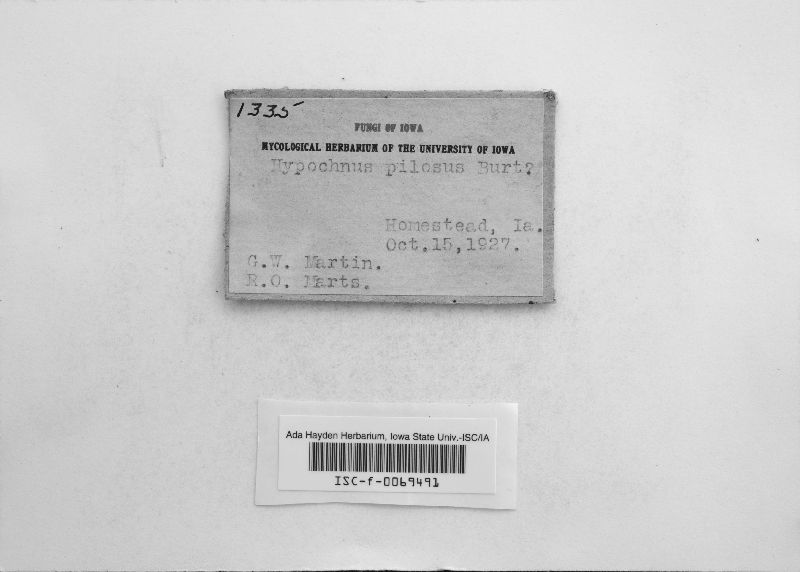 1335
FUNGI OF IOWA
MYCOLOGICAL HERBARIUM OF THE UNIVERSITY OF IOWA
Hypochnus pilosus Burt?
Homestead, Ia.
Oct.15,1927.
G.W. Martin.
R.O. Marts.
Ada Hayden Herbarium, Iowa State Univ.-ISC/IA
ISC-f-0069491